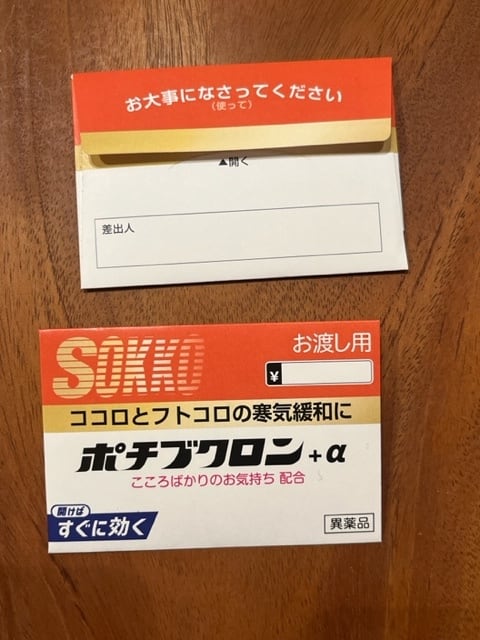 お大事になさってください
(使って)
▲開く
差出人
SOKKO
お渡し用
¥
ココロとフトコロの寒気緩和に
ポチブクロン+α
こころばかりのお気持ち 配合
開けば
すぐに効く
異薬品